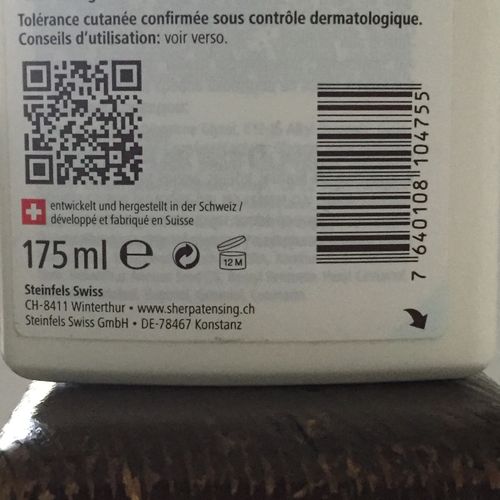 Tolérance cutanée confirmée sous contrôle dermatologique.
Conseils d'utilisation: voir verso.
entwickelt und hergestellt in der Schweiz /
développé et fabriqué en Suisse
175 ml e
12 M
Steinfels Swiss
CH-8411 Winterthur • www.sherpatensing.ch
Steinfels Swiss GmbH • DE-78467 Konstanz
7 640108 104755